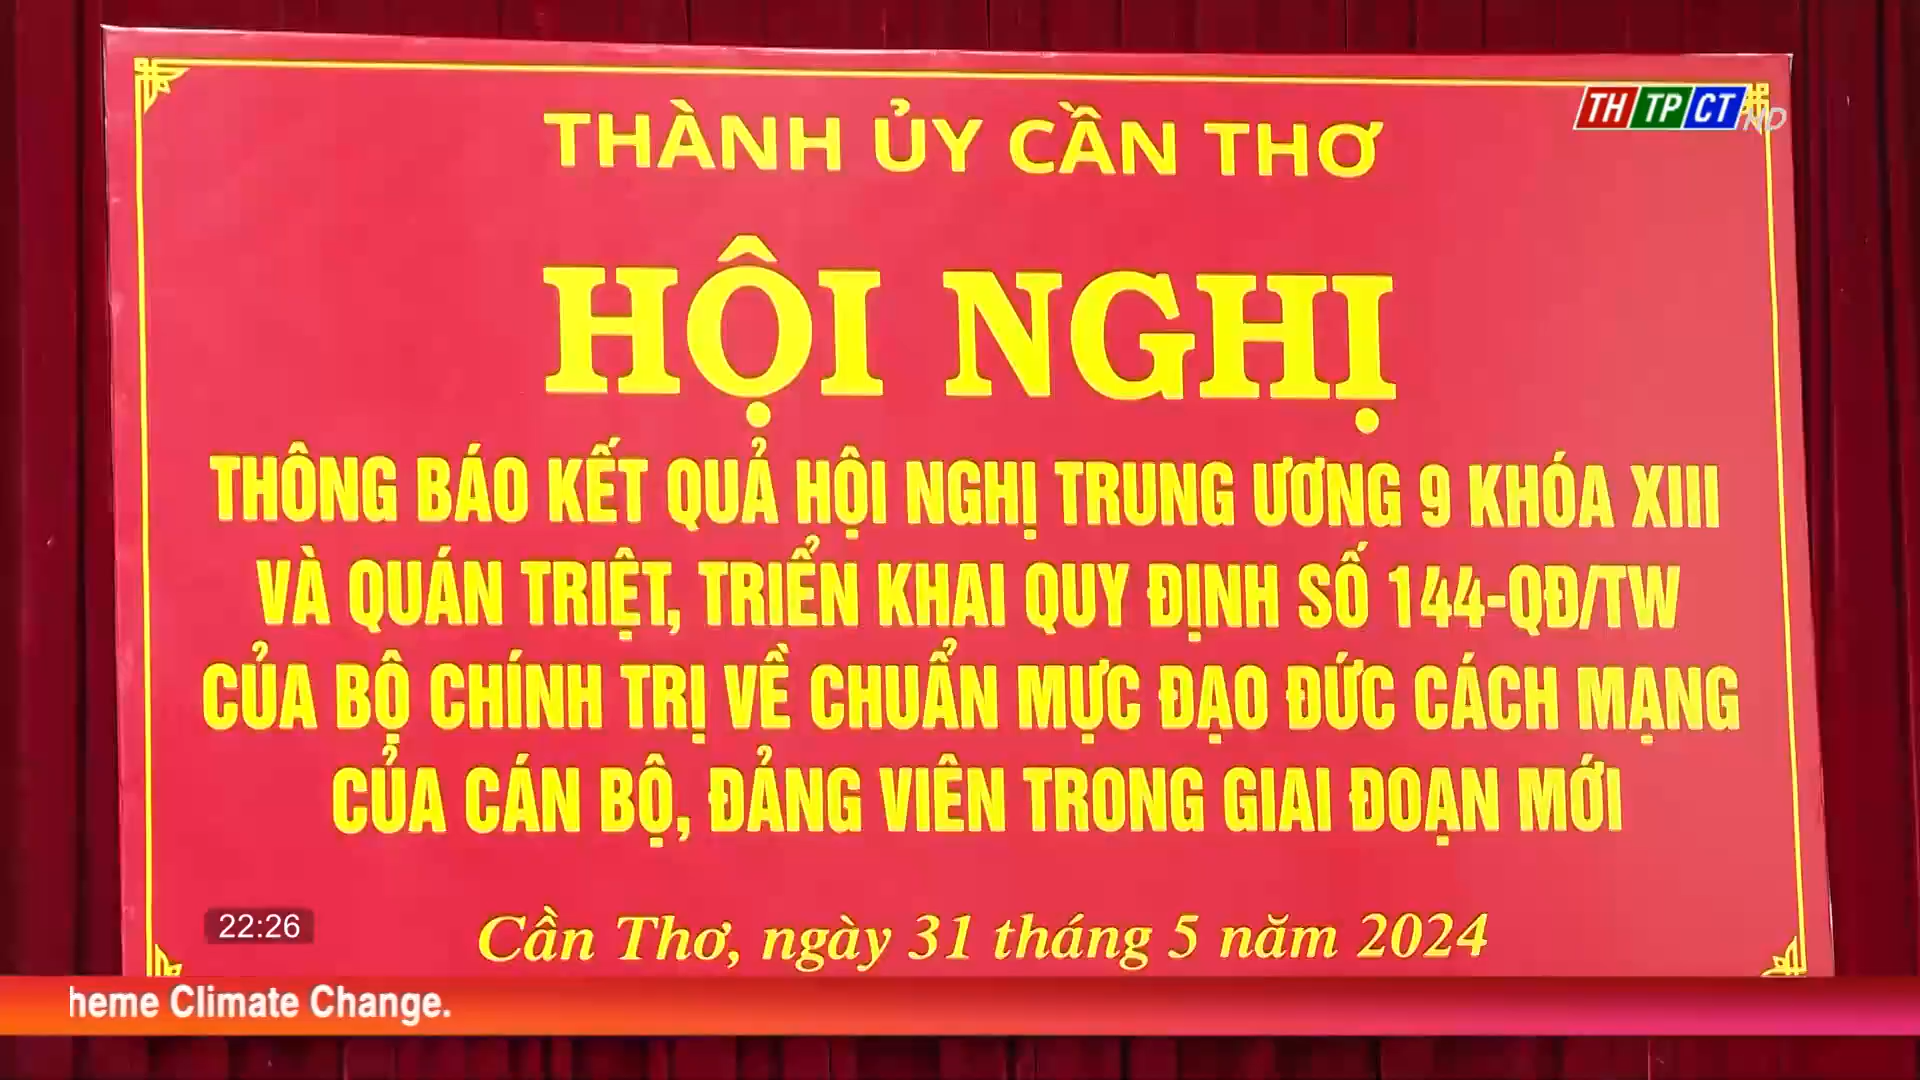 THTPCT
HD
THÀNH ỦY CẦN THƠ
HỘI NGHỊ
THÔNG BÁO KẾT QUẢ HỘI NGHỊ TRUNG ƯƠNG 9 KHÓA XIII
VÀ QUÁN TRIỆT, TRIỂN KHAI QUY ĐỊNH SỐ 144-QĐ/TW
CỦA BỘ CHÍNH TRỊ VỀ CHUẨN MỰC ĐẠO ĐỨC CÁCH MẠNG
CỦA CÁN BỘ, ĐẢNG VIÊN TRONG GIAI ĐOẠN MỚI
22:26
Cần Thơ, ngày 31 tháng 5 năm 2024
heme Climate Change.